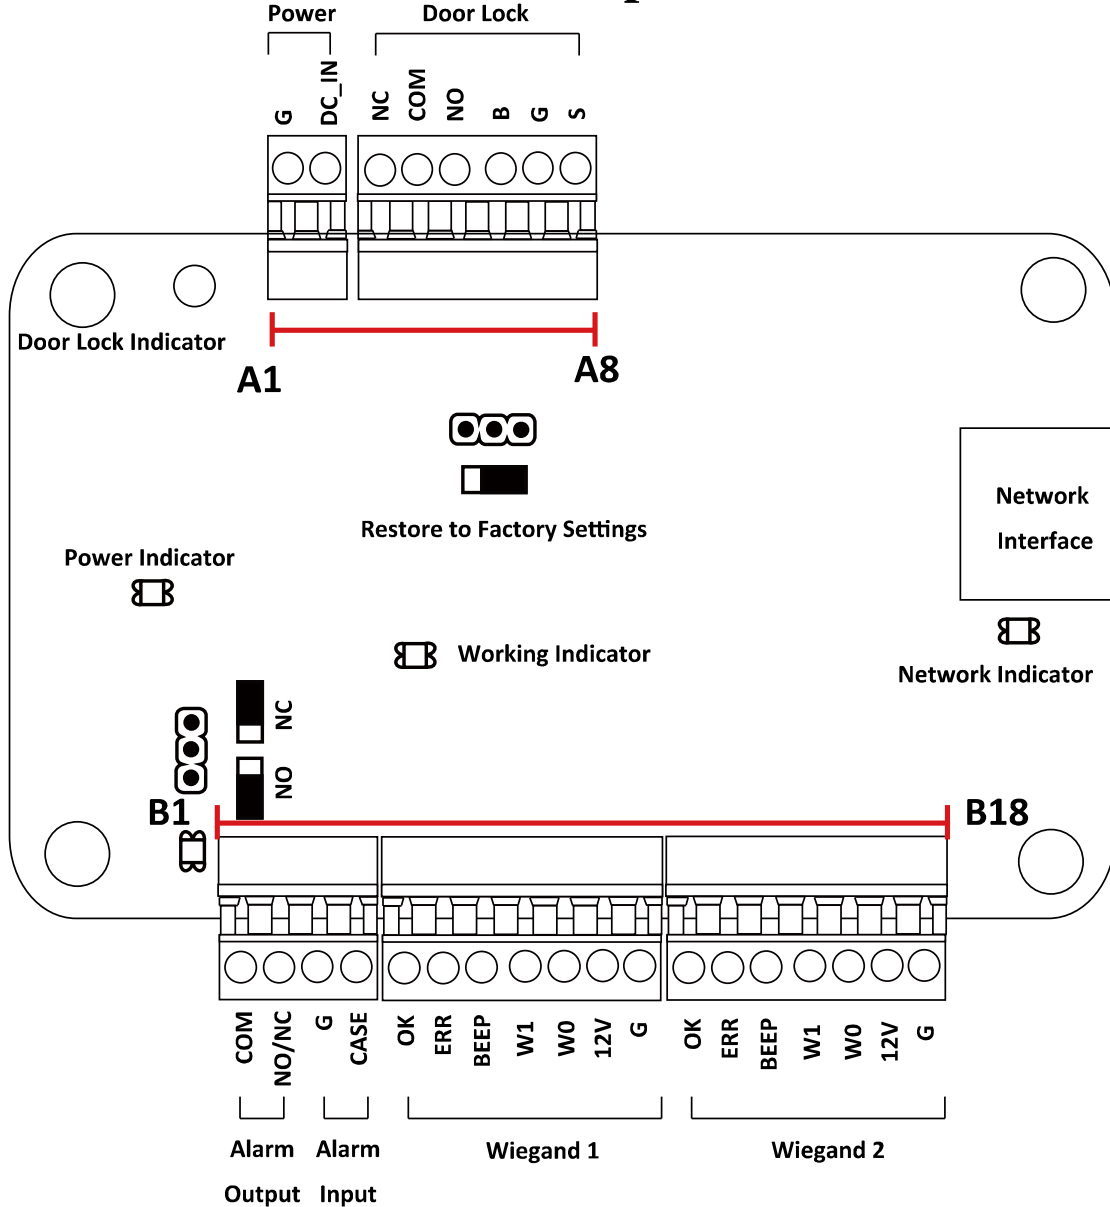 Power Door Lock
G DC_IN NC COM NO B G S
Door Lock Indicator
A1 A8
Restore to Factory Settings
Network
Interface
Power Indicator
Working Indicator
Network Indicator
NC
NO
B1 B18
COM NO/NC G CASE OK ERR BEEP W1 W0 12V G OK ERR BEEP W1 W0 12V G
Alarm Alarm Wiegand 1 Wiegand 2
Output Input